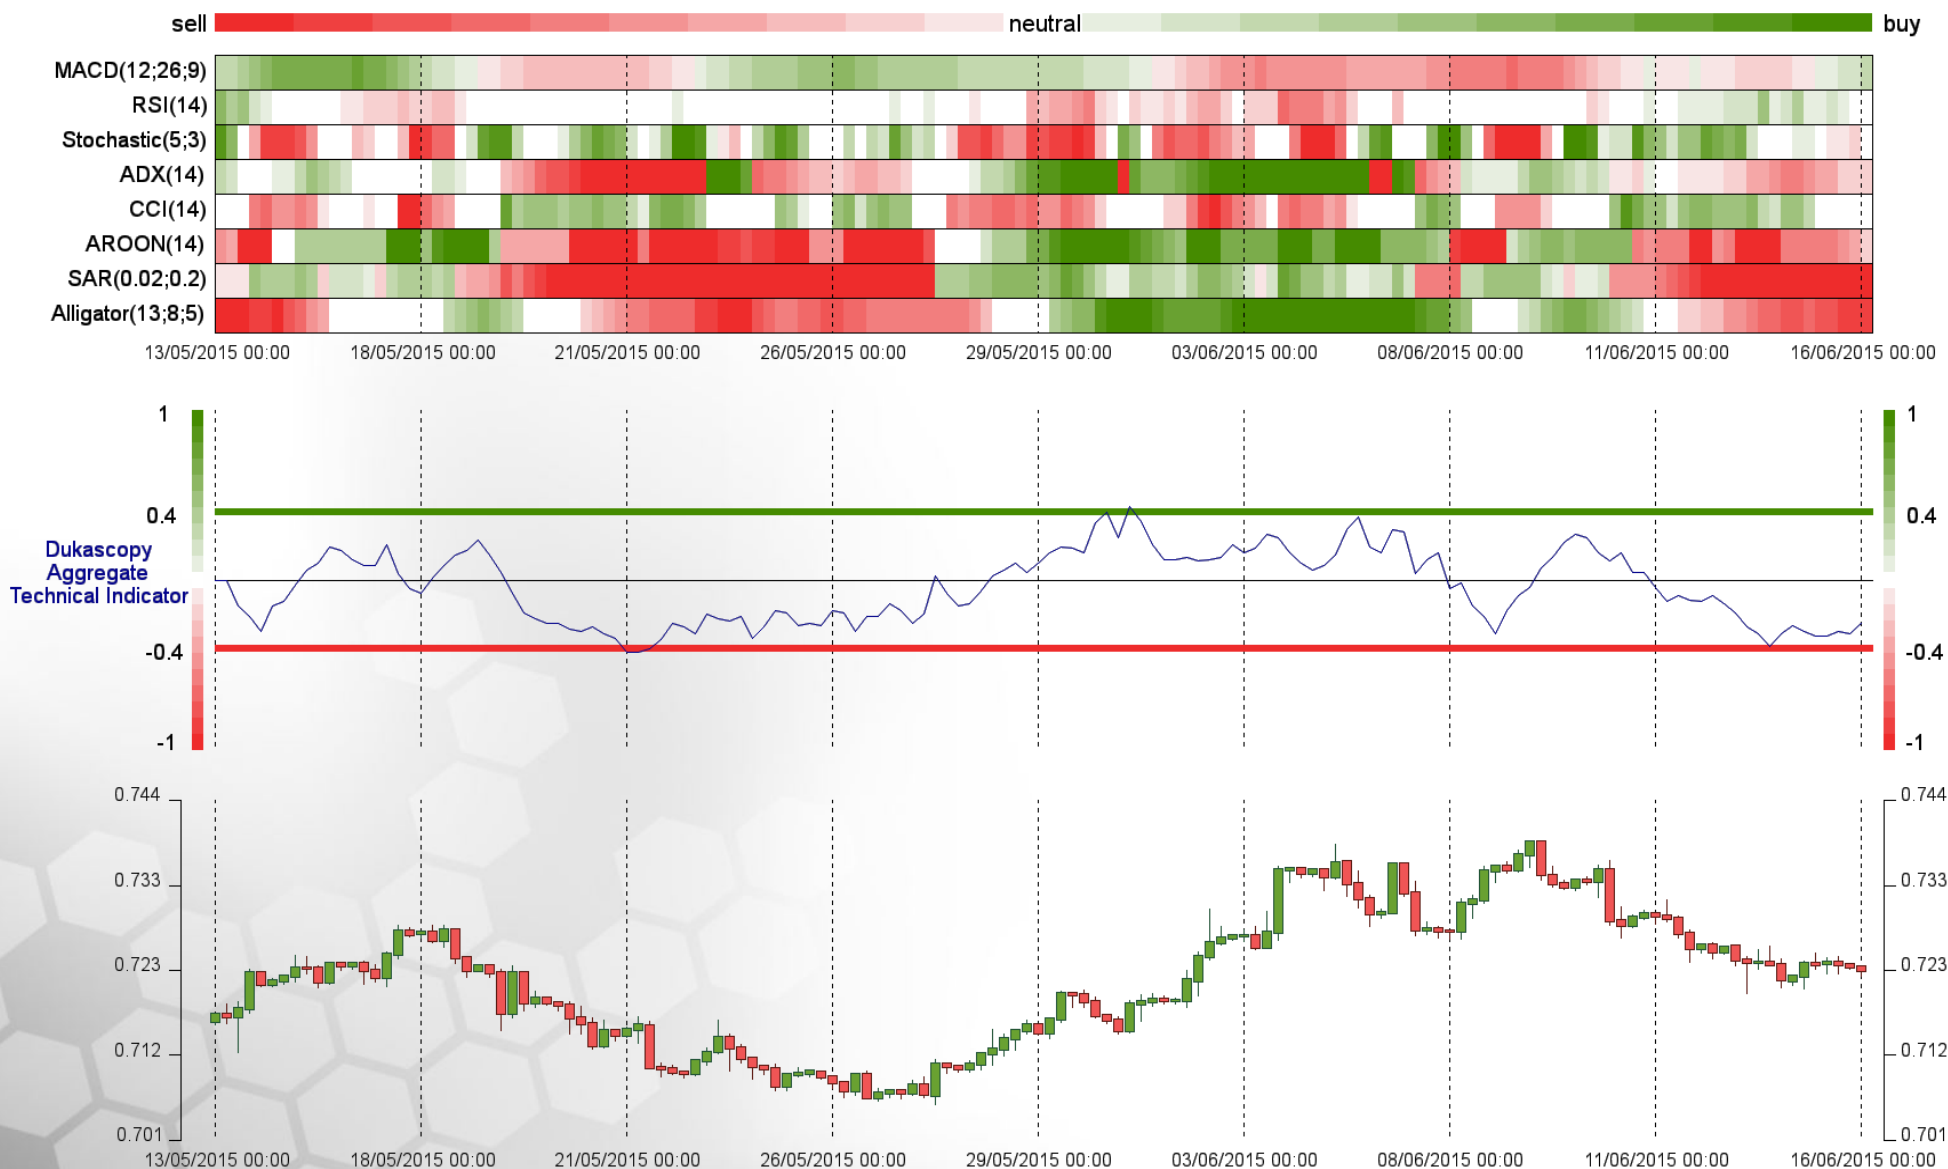 sell neutral buy
MACD(12;26;9)
RSI(14)
Stochastic(5;3)
ADX(14)
CCI(14)
AROON(14)
SAR(0.02;0.2)
Alligator(13;8;5)
13/05/2015 00:00 18/05/2015 00:00 21/05/2015 00:00 26/05/2015 00:00 29/05/2015 00:00 03/06/2015 00:00 08/06/2015 00:00 11/06/2015 00:00 16/06/2015 00:00
1 1
0.4 0.4
Dukascopy
Aggregate
Technical Indicator
-0.4 -0.4
-1 -1
0.744 0.744
0.733 0.733
0.723 0.723
0.712 0.712
0.701 0.701
13/05/2015 00:00 18/05/2015 00:00 21/05/2015 00:00 26/05/2015 00:00 29/05/2015 00:00 03/06/2015 00:00 08/06/2015 00:00 11/06/2015 00:00 16/06/2015 00:00